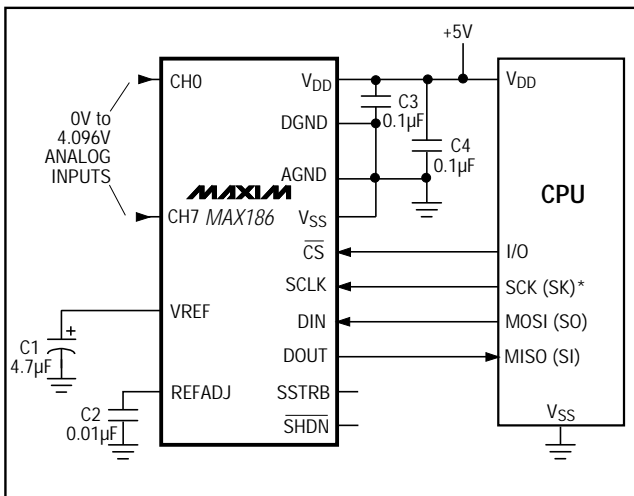 +5V
CH0
VDD
VDD
0V to
4.096V
ANALOG
INPUTS
C3
0.1µF
DGND
C4
0.1µF
AGND
MAXIM
MAX186
CPU
CH7
VSS
CS
I/O
SCLK
SCK (SK)*
VREF
DIN
MOSI (SO)
C1
4.7µF
+
DOUT
MISO (SI)
REFADJ
SSTRB
C2
0.01µF
SHDN
VSS